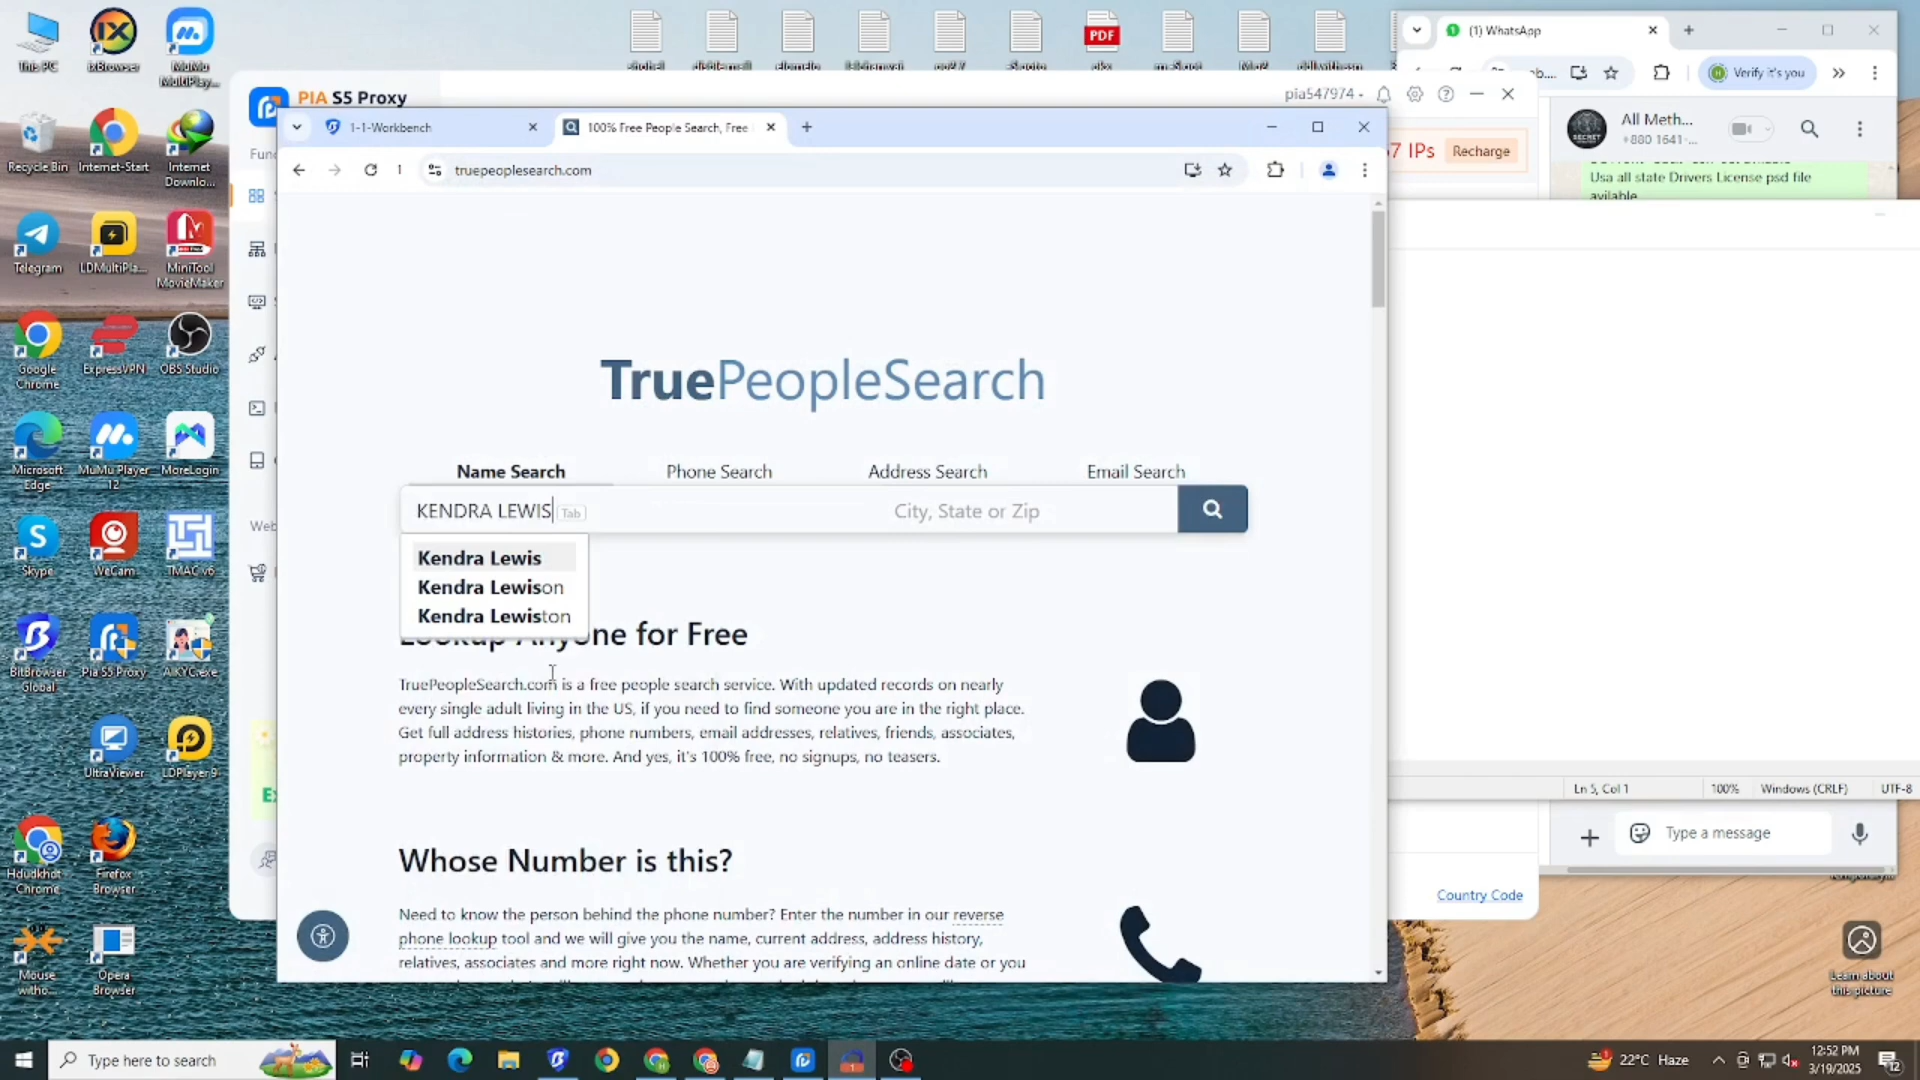 This PC
ixBrowser
MuMu
MultiPlay...
PDF
(1) WhatsApp
Verify it's you
PIA S5 Proxy
pia547974
Recycle Bin
Internet-Start
Internet
Downlo...
1-1-Workbench
100% Free People Search, Free
7 IPs
Recharge
All Meth...
+880 1641-...
Usa all state Drivers License psd file
avilable
truepeoplesearch.com
Telegram
LDMultiPla...
MiniTool
MovieMaker
Google
Chrome
ExpressVPN
OBS Studio
TruePeopleSearch
Name Search
Phone Search
Address Search
Email Search
KENDRA LEWIS
Tab
City, State or Zip
Microsoft
Edge
MuMu Player
12
MoreLogin
Kendra Lewis
Kendra Lewison
Kendra Lewiston
Skype
WeCam
TMAC v6
Lookup Anyone for Free
TruePeopleSearch.com is a free people search service. With updated records on nearly
every single adult living in the US, if you need to find someone you are in the right place.
Get full address histories, phone numbers, email addresses, relatives, friends, associates,
property information & more. And yes, it's 100% free, no signups, no teasers.
BitBrowser
Global
Pia S5 Proxy
AIKYC.exe
UltraViewer
LDPlayer 9
Ln 5, Col 1
100%
Windows (CRLF)
UTF-8
Type a message
Whose Number is this?
Need to know the person behind the phone number? Enter the number in our reverse
phone lookup tool and we will give you the name, current address, address history,
relatives, associates and more right now. Whether you are verifying an online date or you
Hdudkhot
Chrome
Firefox
Browser
Country Code
Mouse
witho...
Opera
Browser
Learn about
this picture
Type here to search
22°C Haze
12:52 PM
3/19/2025
12